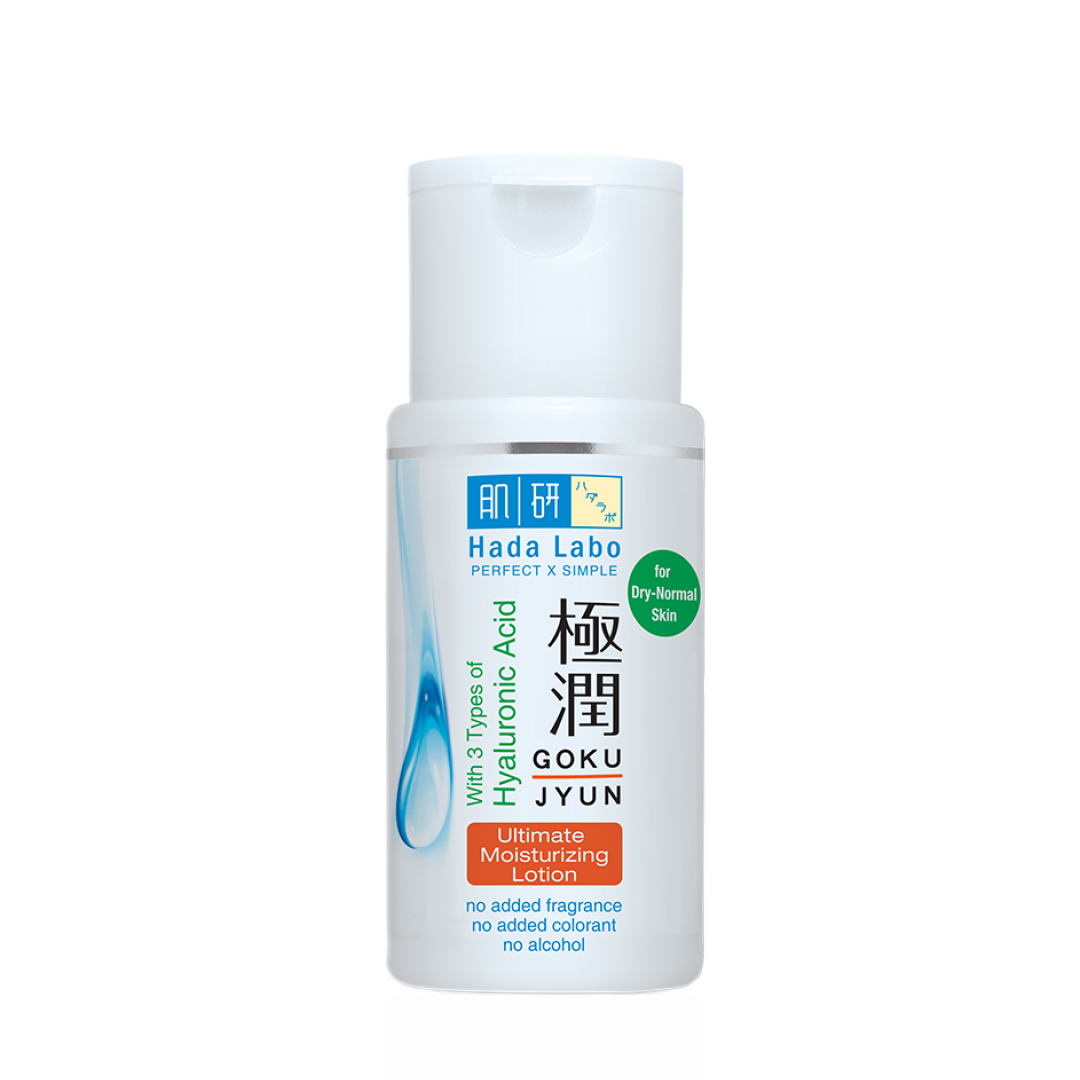 肌研 ハダラボ
Hada Labo
PERFECT X SIMPLE
for
Dry-Normal
Skin
With 3 Types of
Hyaluronic Acid
極
潤
GOKU
JYUN
Ultimate
Moisturizing
Lotion
no added fragrance
no added colorant
no alcohol